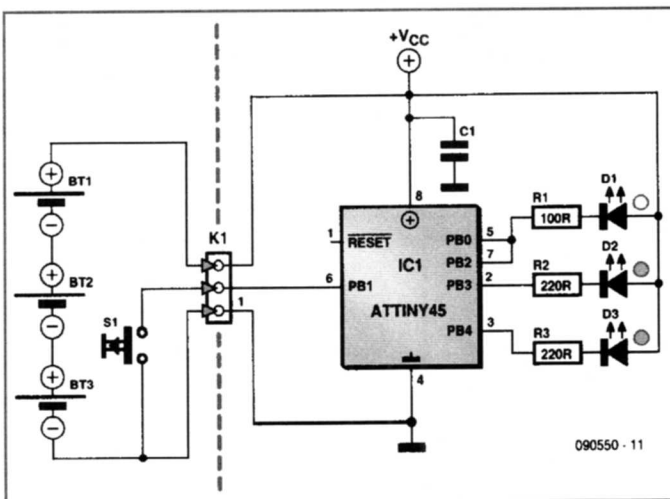 +VCC
C1
BT1
BT2
BT3
S1
K1
1
8
1
RESET
PB0
5
IC1
PB2
7
6
PB1
PB3
2
ATTINY45
PB4
3
4
R1
100R
D1
R2
220R
D2
R3
220R
D3
090550 - 11